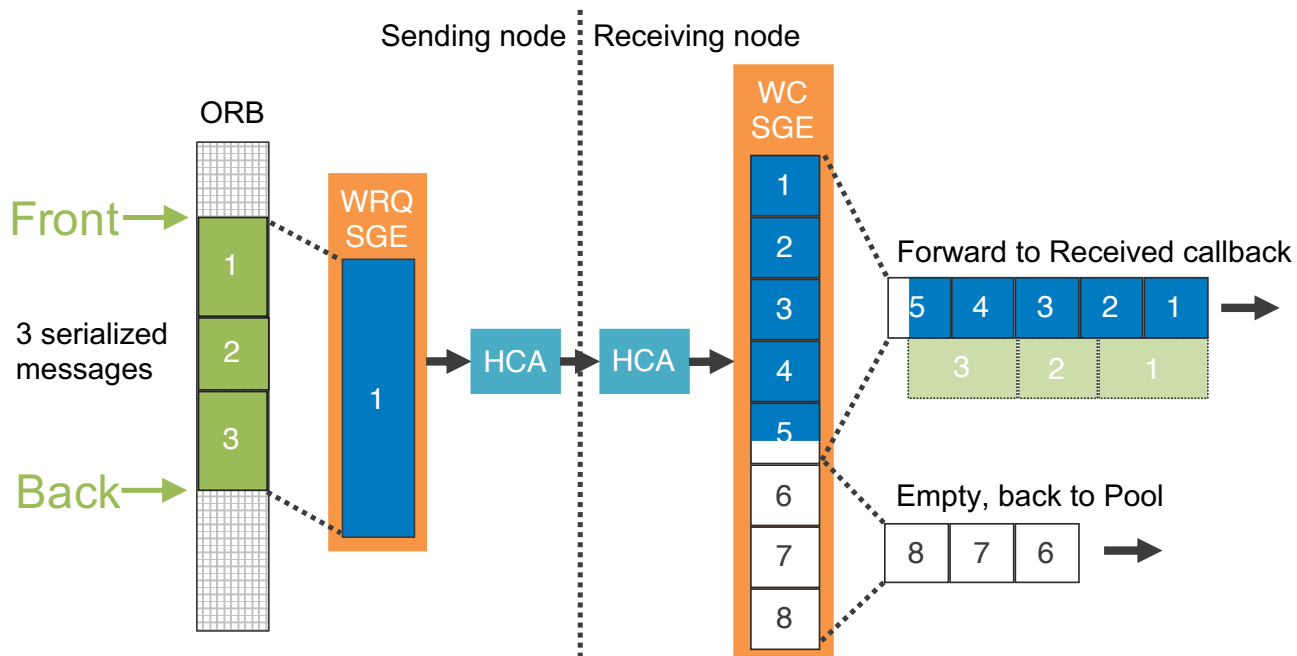 Sending node
Receiving node
ORB
Front
1
2
3
3 serialized
messages
Back
WRQ
SGE
1
HCA
HCA
WC
SGE
1
2
3
4
5
6
7
8
Forward to Received callback
5 4 3 2 1
3 2 1
Empty, back to Pool
8 7 6